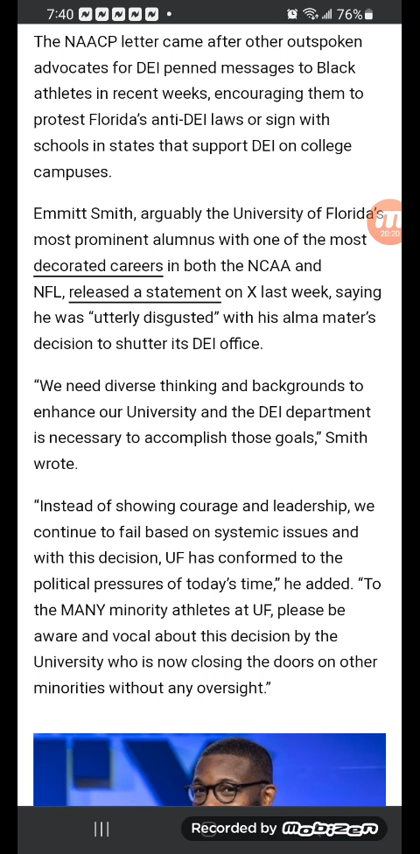 7:40 76%
The NAACP letter came after other outspoken
advocates for DEI penned messages to Black
athletes in recent weeks, encouraging them to
protest Florida’s anti-DEI laws or sign with
schools in states that support DEI on college
campuses.
Emmitt Smith, arguably the University of Florida’s
most prominent alumnus with one of the most
20:20
decorated careers in both the NCAA and
NFL, released a statement on X last week, saying
he was “utterly disgusted” with his alma mater’s
decision to shutter its DEI office.
“We need diverse thinking and backgrounds to
enhance our University and the DEI department
is necessary to accomplish those goals,” Smith
wrote.
“Instead of showing courage and leadership, we
continue to fail based on systemic issues and
with this decision, UF has conformed to the
political pressures of today’s time,” he added. “To
the MANY minority athletes at UF, please be
aware and vocal about this decision by the
University who is now closing the doors on other
minorities without any oversight.”
Recorded by mobizen